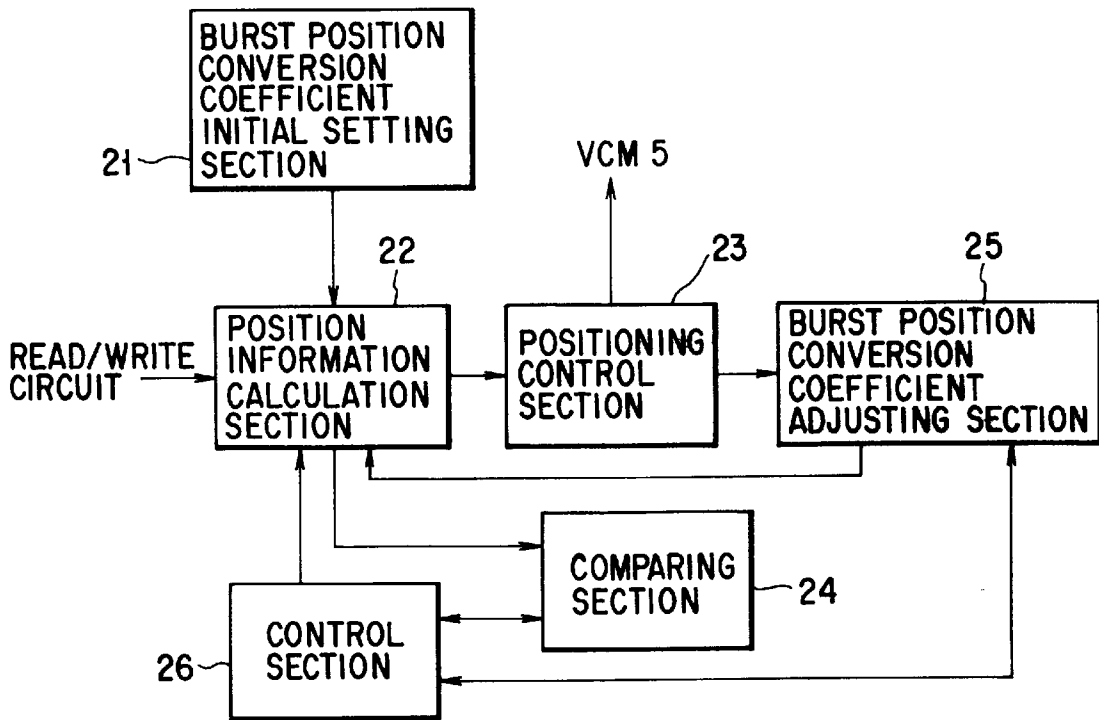 BURST POSITION
CONVERSION
COEFFICIENT
INITIAL SETTING
SECTION
21
VCM 5
22
23
25
READ/WRITE
CIRCUIT
POSITION
INFORMATION
CALCULATION
SECTION
POSITIONING
CONTROL
SECTION
BURST POSITION
CONVERSION
COEFFICIENT
ADJUSTING SECTION
COMPARING
SECTION
24
CONTROL
SECTION
26